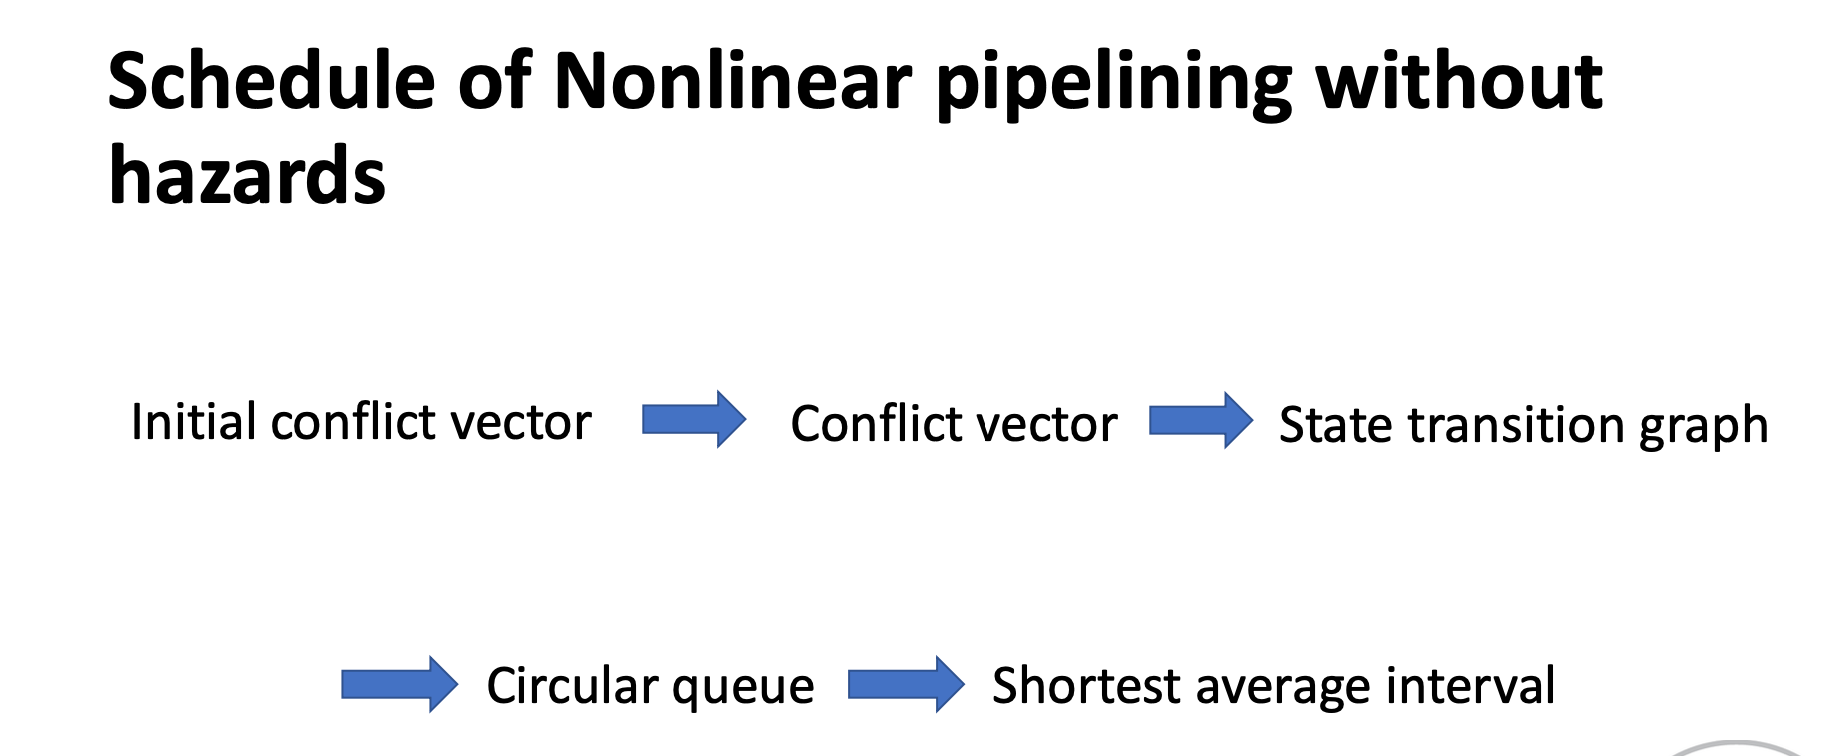 Schedule of Nonlinear pipelining without
hazards
Initial conflict vector
Conflict vector
State transition graph
Circular queue
Shortest average interval